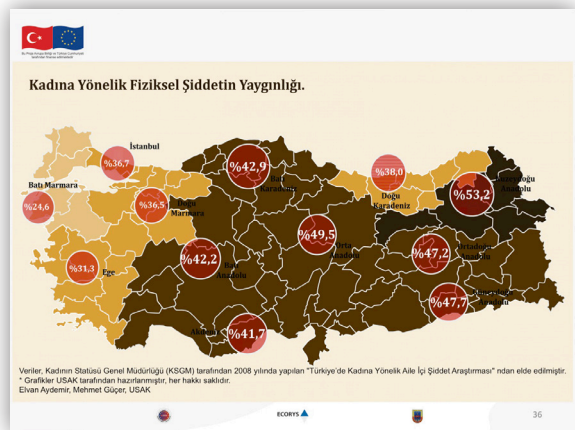 Kadına Yönelik Fiziksel Şiddetin Yaygınlığı.
İstanbul
%36,7
%42,9
Batı
Karadeniz
%38,0
Doğu
Karadeniz
Kuzeydoğu
Anadolu
%53,2
Batı Marmara
%24,6
%36,5
Doğu
Marmara
%49,5
Orta
Anadolu
%31,3
Ege
%42,2
Batı
Anadolu
%47,2
Ortadoğu
Anadolu
%47,7
Güneydoğu
Anadolu
Akdeniz
%41,7
Veriler, Kadının Statüsü Genel Müdürlüğü (KSGM) tarafından 2008 yılında yapılan "Türkiye'de Kadına Yönelik Aile İçi Şiddet Araştırması" ndan elde edilmiştir.
* Grafikler USAK tarafından hazırlanmıştır, her hakkı saklıdır.
Elvan Aydemir, Mehmet Güçer, USAK
ECORYS
36